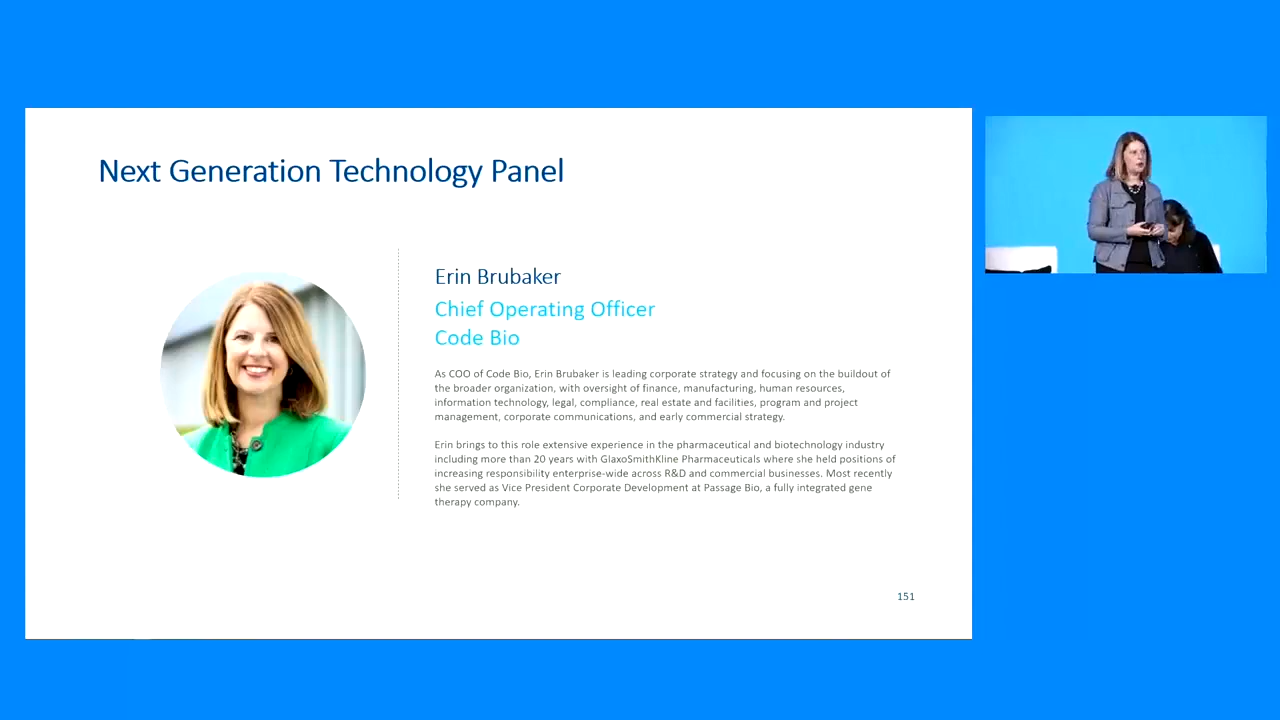 Next Generation Technology Panel
Erin Brubaker
Chief Operating Officer
Code Bio
As COO of Code Bio, Erin Brubaker is leading corporate strategy and focusing on the buildout of
the broader organization, with oversight of finance, manufacturing, human resources,
information technology, legal, compliance, real estate and facilities, program and project
management, corporate communications, and early commercial strategy.
Erin brings to this role extensive experience in the pharmaceutical and biotechnology industry
including more than 20 years with GlaxoSmithKline Pharmaceuticals where she held positions of
increasing responsibility enterprise-wide across R&D and commercial businesses. Most recently
she served as Vice President Corporate Development at Passage Bio, a fully integrated gene
therapy company.
151